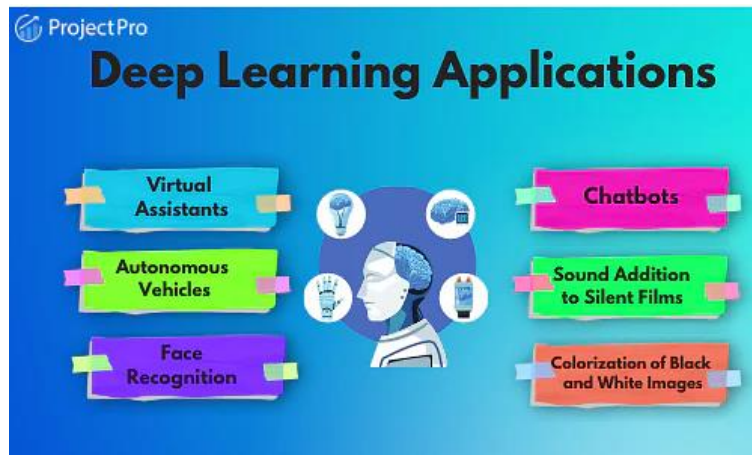 ProjectPro
Deep Learning Applications
Virtual
Assistants
Autonomous
Vehicles
Face
Recognition
Chatbots
Sound Addition
to Silent Films
Colorization of Black
and White Images